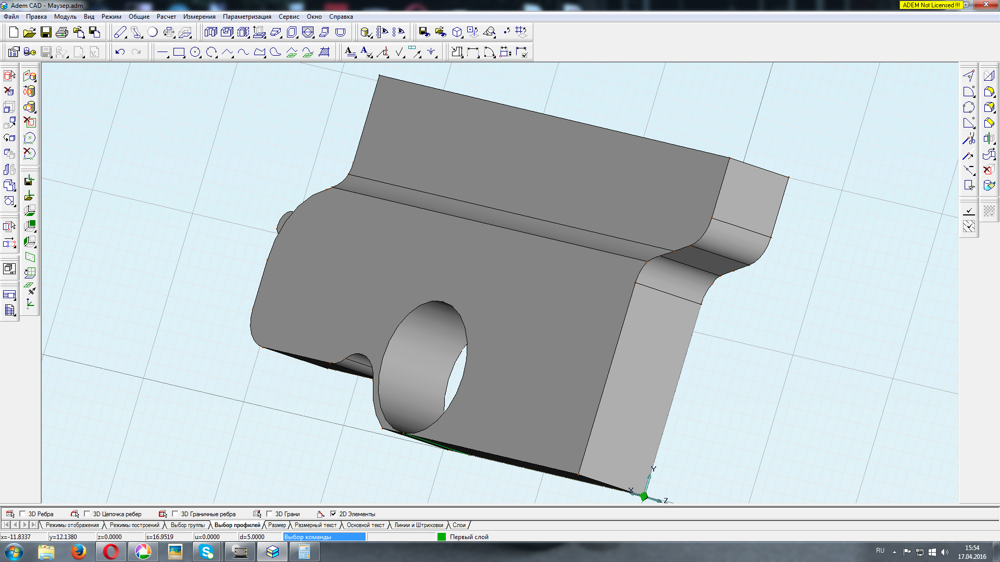 Adem CAD - Маузер.adm
ADEM Not Licensed !!!
Файл Правка Модуль Вид Режим Общие Расчет Измерения Параметризация Сервис Окно Справка
Y
X
Z
3D Ребра 3D Цепочка ребер 3D Граничные ребра 3D Грани 2D Элементы
Режимы отображения Режимы построений Выбор группы Выбор профилей Размер Размерный текст Основной текст Линии и Штриховки Слои
x=-11.8337 y=12.1380 z=0.0000 s=16.9519 u=0.0000 d=5.0000 Выбор команды Первый слой
RU
15:54
17.04.2016